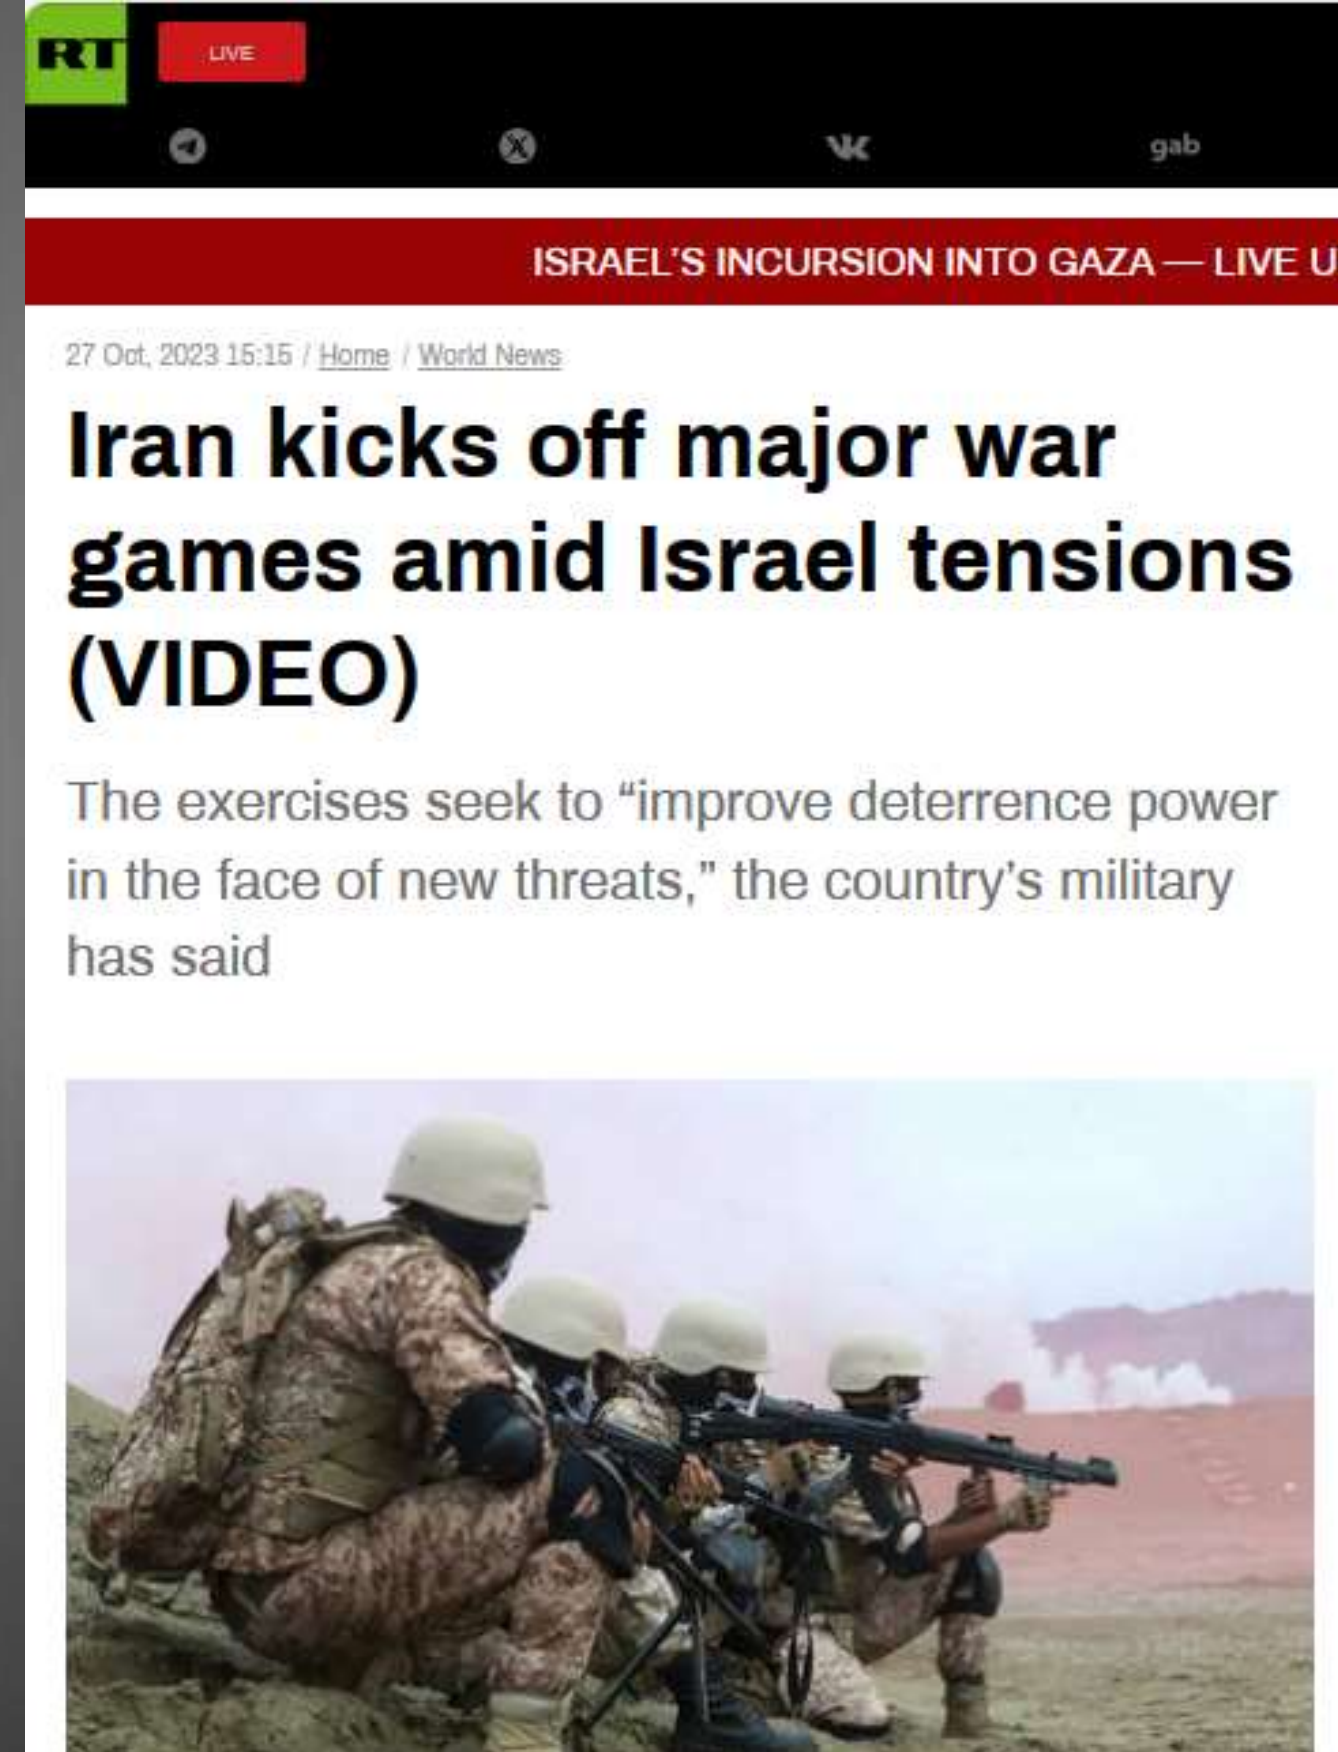 RT
LIVE
gab
ISRAEL'S INCURSION INTO GAZA — LIVE U
27 Oct, 2023 15:15 / Home / World News
Iran kicks off major war
games amid Israel tensions
(VIDEO)
The exercises seek to “improve deterrence power
in the face of new threats,” the country’s military
has said